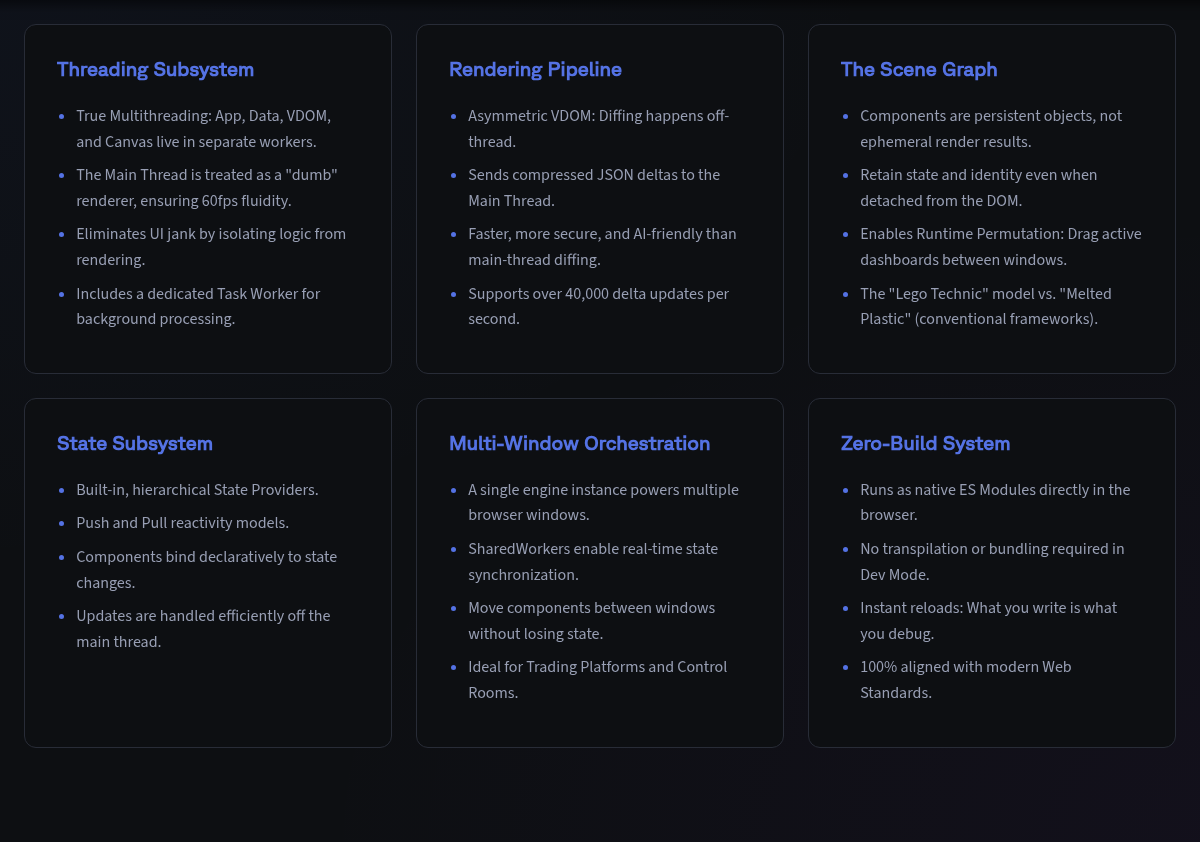 Threading Subsystem
True Multithreading: App, Data, VDOM,
and Canvas live in separate workers.
The Main Thread is treated as a "dumb"
renderer, ensuring 60fps fluidity.
Eliminates UI jank by isolating logic from
rendering.
Includes a dedicated Task Worker for
background processing.
Rendering Pipeline
Asymmetric VDOM: Diffing happens off-
thread.
Sends compressed JSON deltas to the
Main Thread.
Faster, more secure, and AI-friendly than
main-thread diffing.
Supports over 40,000 delta updates per
second.
The Scene Graph
Components are persistent objects, not
ephemeral render results.
Retain state and identity even when
detached from the DOM.
Enables Runtime Permutation: Drag active
dashboards between windows.
The "Lego Technic" model vs. "Melted
Plastic" (conventional frameworks).
State Subsystem
Built-in, hierarchical State Providers.
Push and Pull reactivity models.
Components bind declaratively to state
changes.
Updates are handled efficiently off the
main thread.
Multi-Window Orchestration
A single engine instance powers multiple
browser windows.
SharedWorkers enable real-time state
synchronization.
Move components between windows
without losing state.
Ideal for Trading Platforms and Control
Rooms.
Zero-Build System
Runs as native ES Modules directly in the
browser.
No transpilation or bundling required in
Dev Mode.
Instant reloads: What you write is what
you debug.
100% aligned with modern Web
Standards.